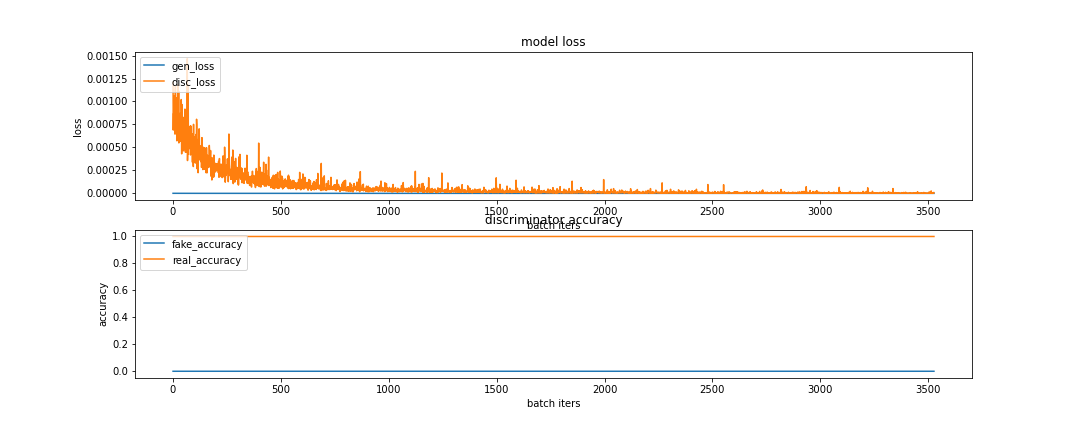 model loss
0.00150
0.00125
0.00100
0.00075
0.00050
0.00025
0.00000
loss
gen_loss
disc_loss
0 500 1000 1500 2000 2500 3000 3500
batch iters
discriminator accuracy
1.0
0.8
0.6
0.4
0.2
0.0
accuracy
fake_accuracy
real_accuracy
0 500 1000 1500 2000 2500 3000 3500
batch iters